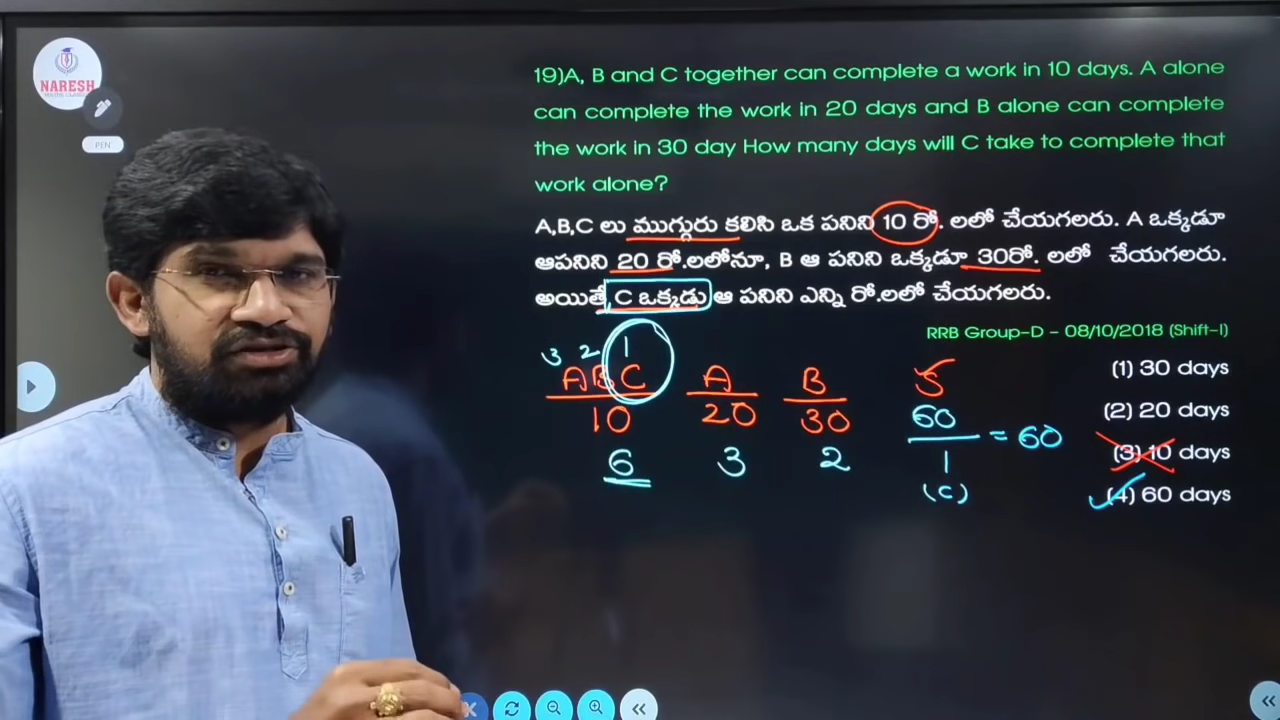 NARESH
PEN
19)A, B and C together can complete a work in 10 days. A alone
can complete the work in 20 days and B alone can complete
the work in 30 day How many days will C take to complete that
work alone?
A,B,C లు ముగ్గురు కలిసి ఒక పనిని 10 రో. లలో చేయగలరు. A ఒక్కడూ
ఆపనిని 20 రో.లలోనూ, B ఆ పనిని ఒక్కడూ 30రో. లలో చేయగలరు.
అయితే C ఒక్కడు ఆ పనిని ఎన్ని రో.లలో చేయగలరు.
RRB Group-D - 08/10/2018 (Shift-I)
3 2 1
A B C A B 5
10 20 30 60
6 3 2 1 = 60
(C)
(1) 30 days
(2) 20 days
(3) 10 days
(4) 60 days